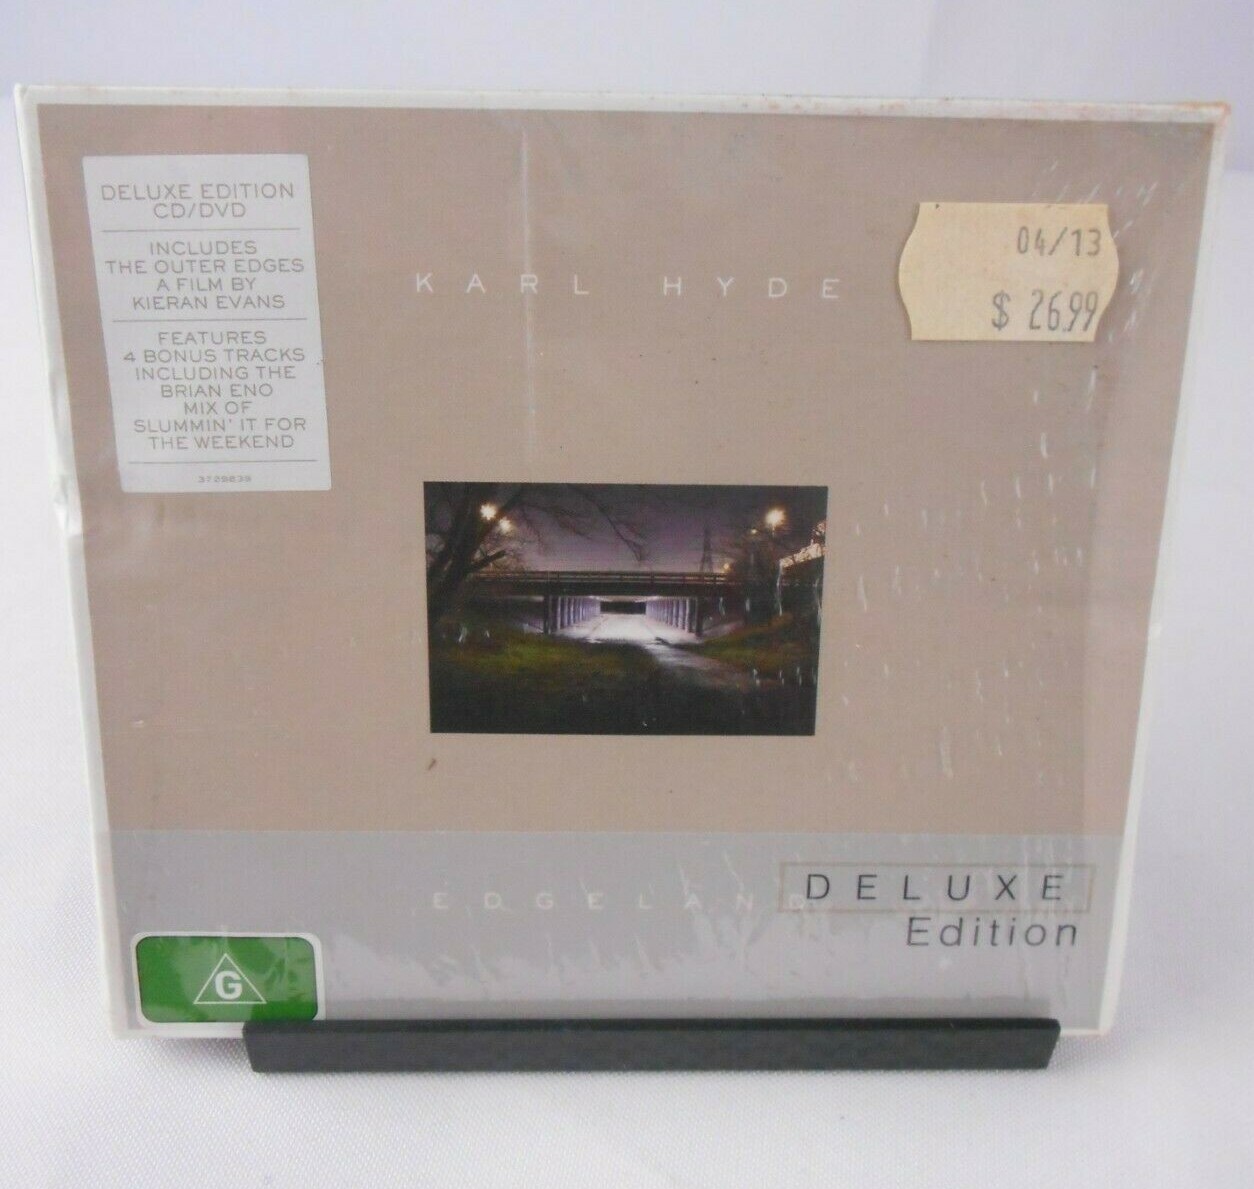 DELUXE EDITION
CD/DVD
INCLUDES
THE OUTER EDGES
A FILM BY
KIERAN EVANS
FEATURES
4 BONUS TRACKS
INCLUDING THE
BRIAN ENO
MIX OF
SLUMMIN' IT FOR
THE WEEKEND
3729839
KARL HYDE
04/13
$ 26.99
EDGELAND
DELUXE
Edition
G